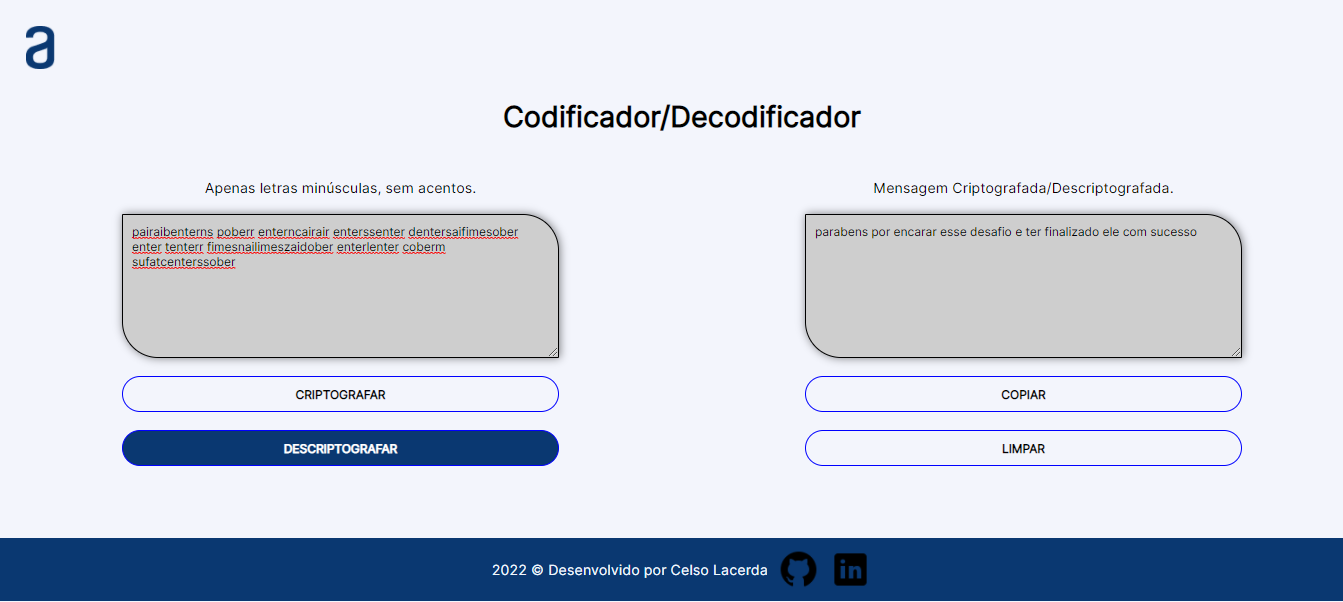 a
Codificador/Decodificador
Apenas letras minúsculas, sem acentos.
pairaibenterns poberr enterncairair enterssenter dentersaifimesober
enter tenterr fimesnailimeszaidober enterlenter coberm
sufatcenterssober
CRIPTOGRAFAR
DESCRIPTOGRAFAR
Mensagem Criptografada/Descriptografada.
parabens por encarar esse desafio e ter finalizado ele com sucesso
COPIAR
LIMPAR
2022 © Desenvolvido por Celso Lacerda
in